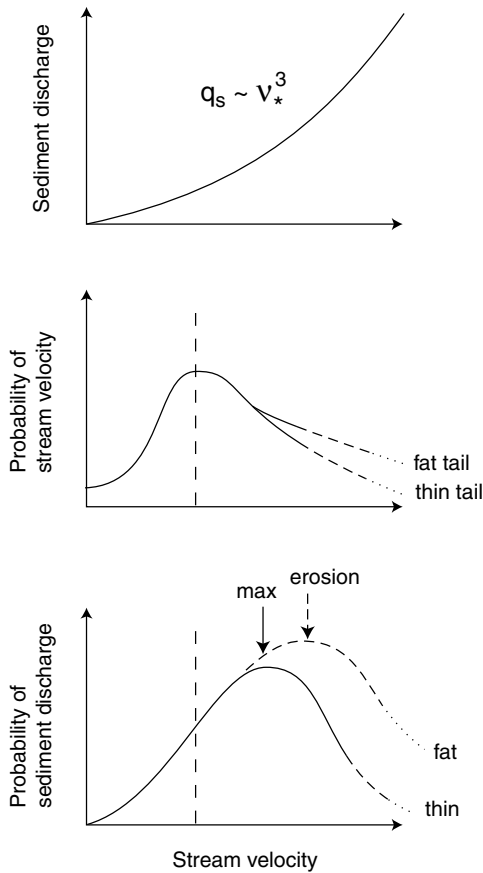 Sediment discharge
qₛ ~ ν³⁎
Probability of
stream velocity
fat tail
thin tail
erosion
max
Probability of
sediment discharge
fat
thin
Stream velocity